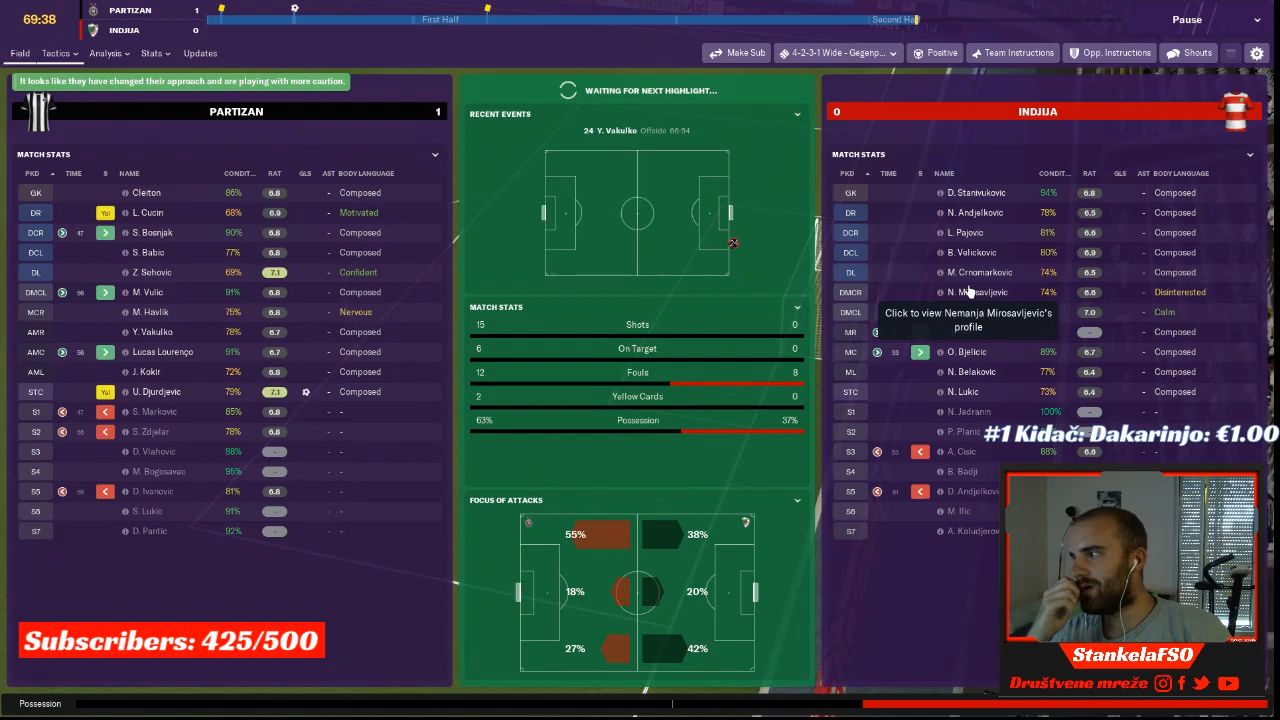 69:38
PARTIZAN 1
INDJIJA 0
First Half
Second Ha
Pause
Field Tactics Analysis Stats Updates
Make Sub 4-2-3-1 Wide - Gegenp... Positive Team Instructions Opp. Instructions Shouts
It looks like they have changed their approach and are playing with more caution.
PARTIZAN 1
MATCH STATS
PKD TIME S NAME CONDIT... RAT GLS AST BODY LANGUAGE
GK Cleiton 86% 6.8 - Composed
DR Yel L. Cucin 68% 6.9 - Motivated
DCR 47 S. Bosnjak 90% 6.8 - Composed
DCL S. Babic 77% 6.8 - Composed
DL Z. Sehovic 69% 7.1 - Confident
DMCL 56 M. Vulic 91% 6.8 - Composed
MCR M. Havlik 75% 6.8 - Nervous
AMR Y. Vakulko 78% 6.7 - Composed
AMC 56 Lucas Lourenço 91% 6.7 - Composed
AML J. Kokir 72% 6.7 - Composed
STC Yel U. Djurdjevic 79% 7.1 - Composed
S1 47 S. Markovic 85% 6.8 - -
S2 56 S. Zdjelar 78% 6.8 - -
S3 D. Vlahovic 98% - - -
S4 M. Bogosavac 95% - - -
S5 56 D. Ivanovic 81% 6.8 - -
S6 S. Lukic 91% - - -
S7 D. Pantic 92% - - -
WAITING FOR NEXT HIGHLIGHT...
RECENT EVENTS
24 Y. Vakulko Offside 66:54
24
MATCH STATS
15 Shots 0
6 On Target 0
12 Fouls 8
2 Yellow Cards 0
63% Possession 37%
FOCUS OF ATTACKS
55% 38%
18% 20%
27% 42%
0 INDJIJA
MATCH STATS
PKD TIME S NAME CONDIT... RAT GLS AST BODY LANGUAGE
GK D. Stanivukovic 94% 6.8 - Composed
DR N. Andjelkovic 78% 6.5 - Composed
DCR L. Pajovic 81% 6.6 - Composed
DCL B. Velickovic 80% 6.9 - Composed
DL M. Crnomarkovic 74% 6.5 - Composed
DMCR N. Mirosavljevic 74% 6.6 - Disinterested
Click to view Nemanja Mirosavljevic's
profile
DMCL 7.0 - Calm
MR - - Composed
MC 53 O. Bjelicic 89% 6.7 - Composed
ML N. Belakovic 77% 6.4 - Composed
STC N. Lukic 73% 6.4 - Composed
S1 N. Jadranin 100% - - -
S2 P. Planic
#1 Kidač: Dakarinjo: €1.00
S3 53 A. Cisic 88% 6.6 - -
S4 B. Badji
S5 61 D. Andjelkovi
S6 M. Ilic
S7 A. Kaludjerov
Subscribers: 425/500
StankelaFSO
Društvene mreže
Possession